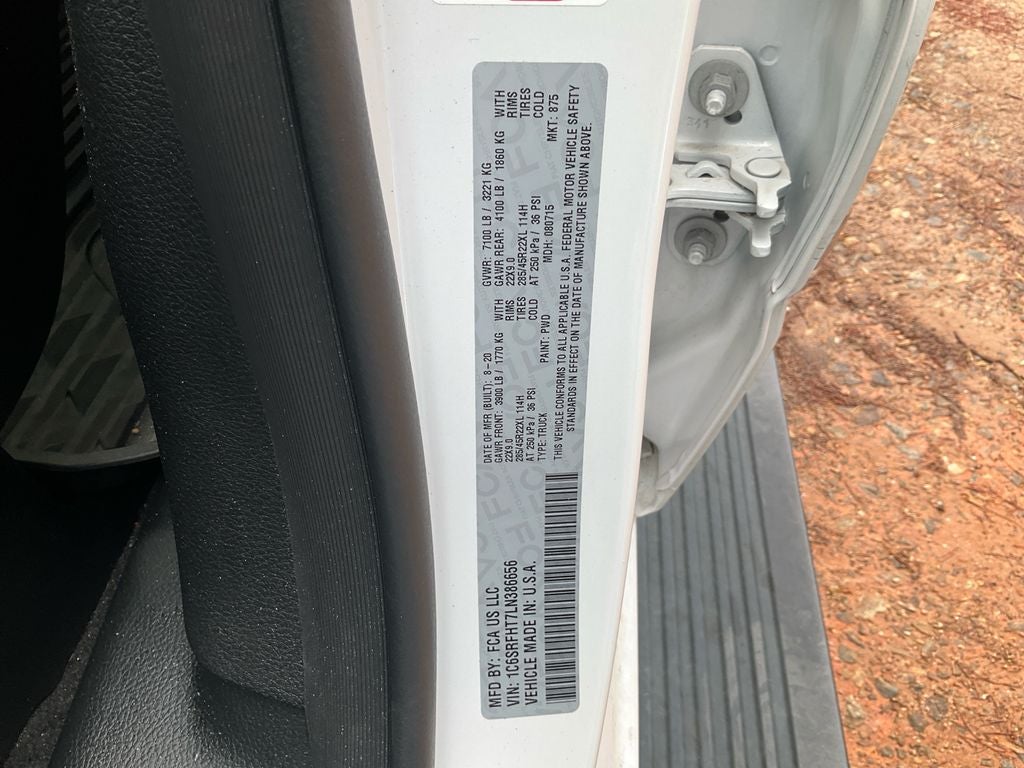 MFD BY: FCA US LLC
VIN: 1C6SRFHT7LN386656
VEHICLE MADE IN: U.S.A.
DATE OF MFR (BUILT): 8-20 GVWR: 7100 LB / 3221 KG
GAWR FRONT: 3900 LB / 1770 KG WITH GAWR REAR: 4100 LB / 1860 KG WITH
22X9.0 RIMS 22X9.0 RIMS
285/45R22XL 114H TIRES 285/45R22XL 114H TIRES
AT 250 kPa / 36 PSI COLD AT 250 kPa / 36 PSI COLD
TYPE: TRUCK PAINT: PWD MDH: 080715 MKT: 875
THIS VEHICLE CONFORMS TO ALL APPLICABLE U.S.A. FEDERAL MOTOR VEHICLE SAFETY
STANDARDS IN EFFECT ON THE DATE OF MANUFACTURE SHOWN ABOVE.